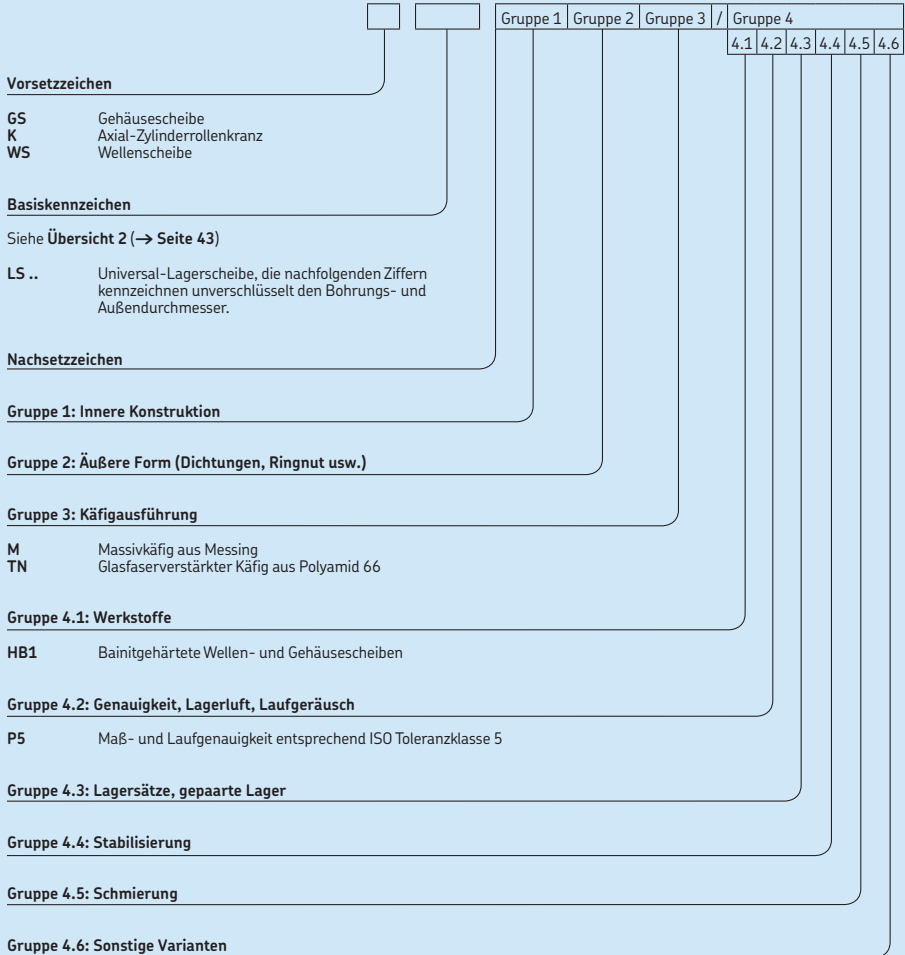 Gruppe 1 Gruppe 2 Gruppe 3 / Gruppe 4
4.1 4.2 4.3 4.4 4.5 4.6
Vorsetzzeichen
GS Gehäusescheibe
K Axial-Zylinderrollenkranz
WS Wellenscheibe
Basiskennzeichen
Siehe Übersicht 2 (→ Seite 43)
LS .. Universal-Lagerscheibe, die nachfolgenden Ziffern
kennzeichnen unverschlüsselt den Bohrungs- und
Außendurchmesser.
Nachsetzzeichen
Gruppe 1: Innere Konstruktion
Gruppe 2: Äußere Form (Dichtungen, Ringnut usw.)
Gruppe 3: Käfigausführung
M Massivkäfig aus Messing
TN Glasfaserverstärkter Käfig aus Polyamid 66
Gruppe 4.1: Werkstoffe
HB1 Bainitgehärtete Wellen- und Gehäusescheiben
Gruppe 4.2: Genauigkeit, Lagerluft, Laufgeräusch
P5 Maß- und Laufgenauigkeit entsprechend ISO Toleranzklasse 5
Gruppe 4.3: Lagersätze, gepaarte Lager
Gruppe 4.4: Stabilisierung
Gruppe 4.5: Schmierung
Gruppe 4.6: Sonstige Varianten